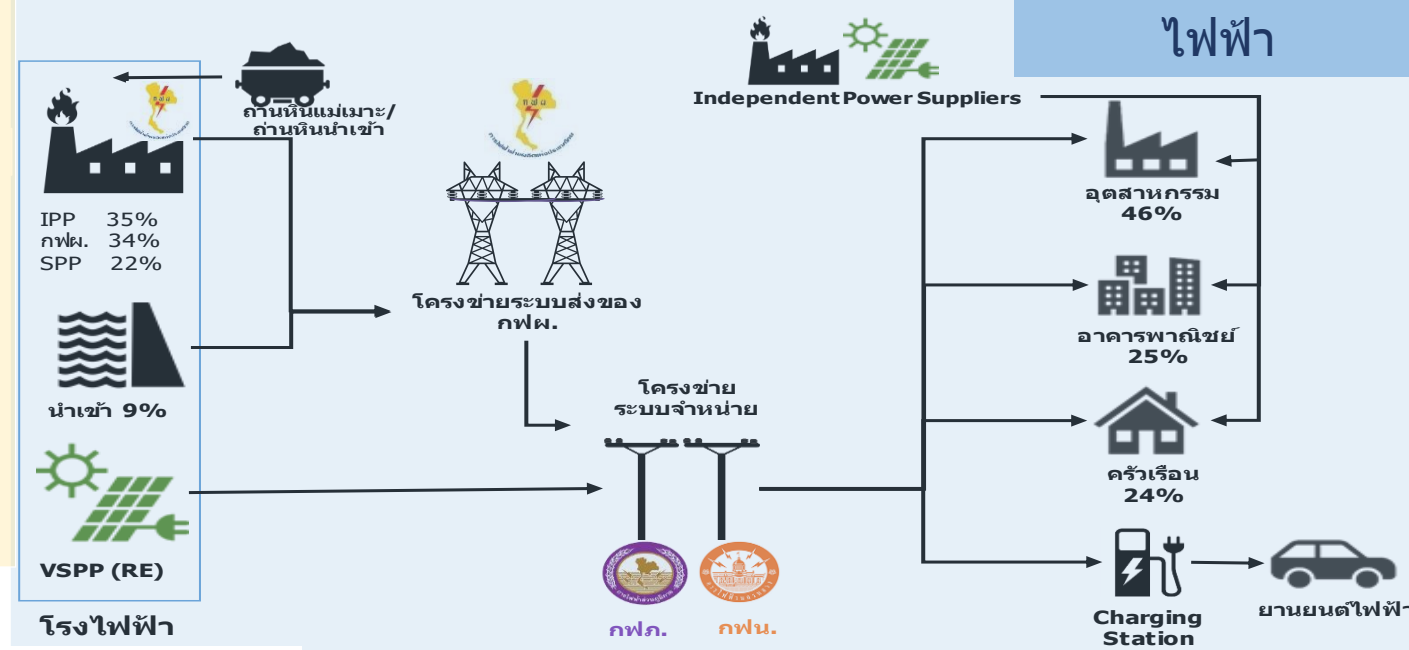 ไฟฟ้า
Independent Power Suppliers
ถ่านหินแม่เมาะ/
ถ่านหินนำเข้า
กฟผ
IPP 35%
กฟผ. 34%
SPP 22%
นำเข้า 9%
VSPP (RE)
โรงไฟฟ้า
กฟผ
โครงข่ายระบบส่งของ
กฟผ.
โครงข่าย
ระบบจำหน่าย
กฟภ.
กฟน.
อุตสาหกรรม
46%
อาคารพาณิชย์
25%
ครัวเรือน
24%
Charging
Station
ยานยนต์ไฟฟ้า